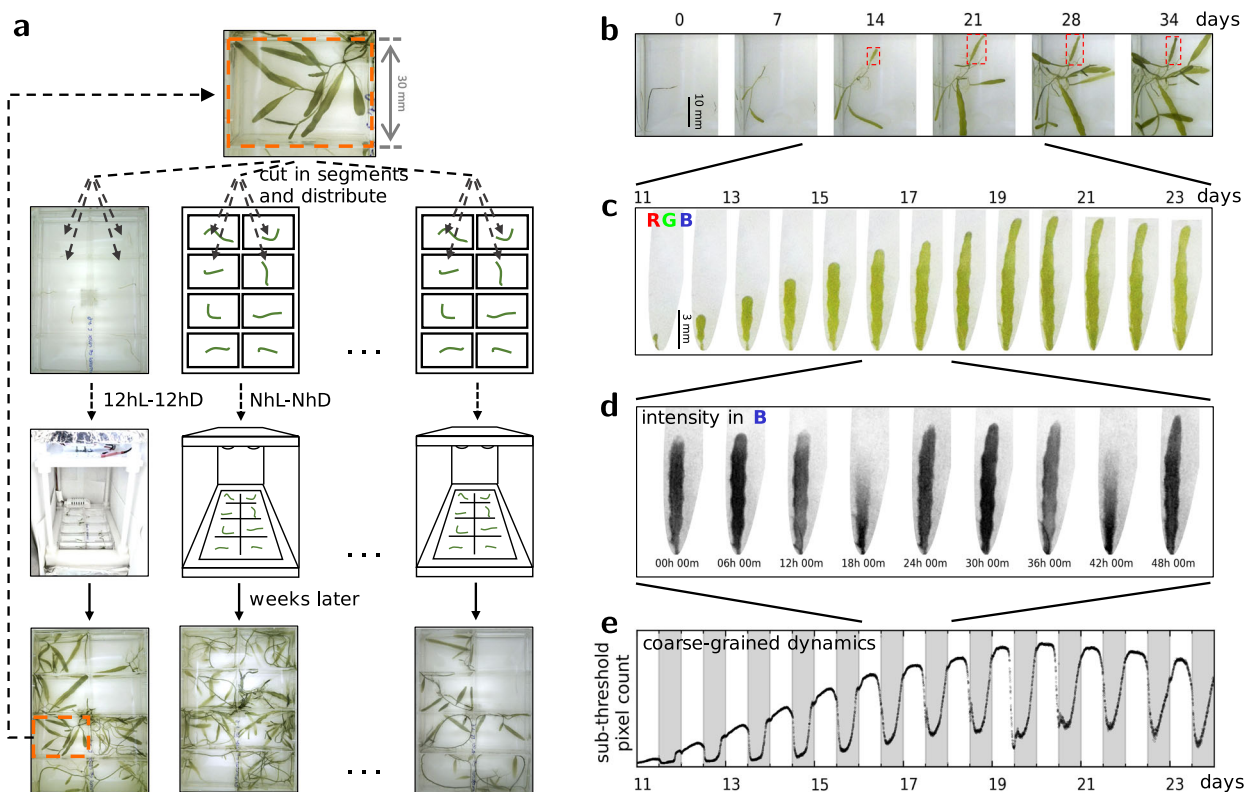 a
30 mm
cut in segments
and distribute
...
12hL-12hD
NhL-NhD
...
weeks later
...
b
0 7 14 21 28 34 days
10 mm
c
11 13 15 17 19 21 23 days
RGB
3 mm
d
intensity in B
00h 00m 06h 00m 12h 00m 18h 00m 24h 00m 30h 00m 36h 00m 42h 00m 48h 00m
e
coarse-grained dynamics
sub-threshold
pixel count
11 13 15 17 19 21 23 days